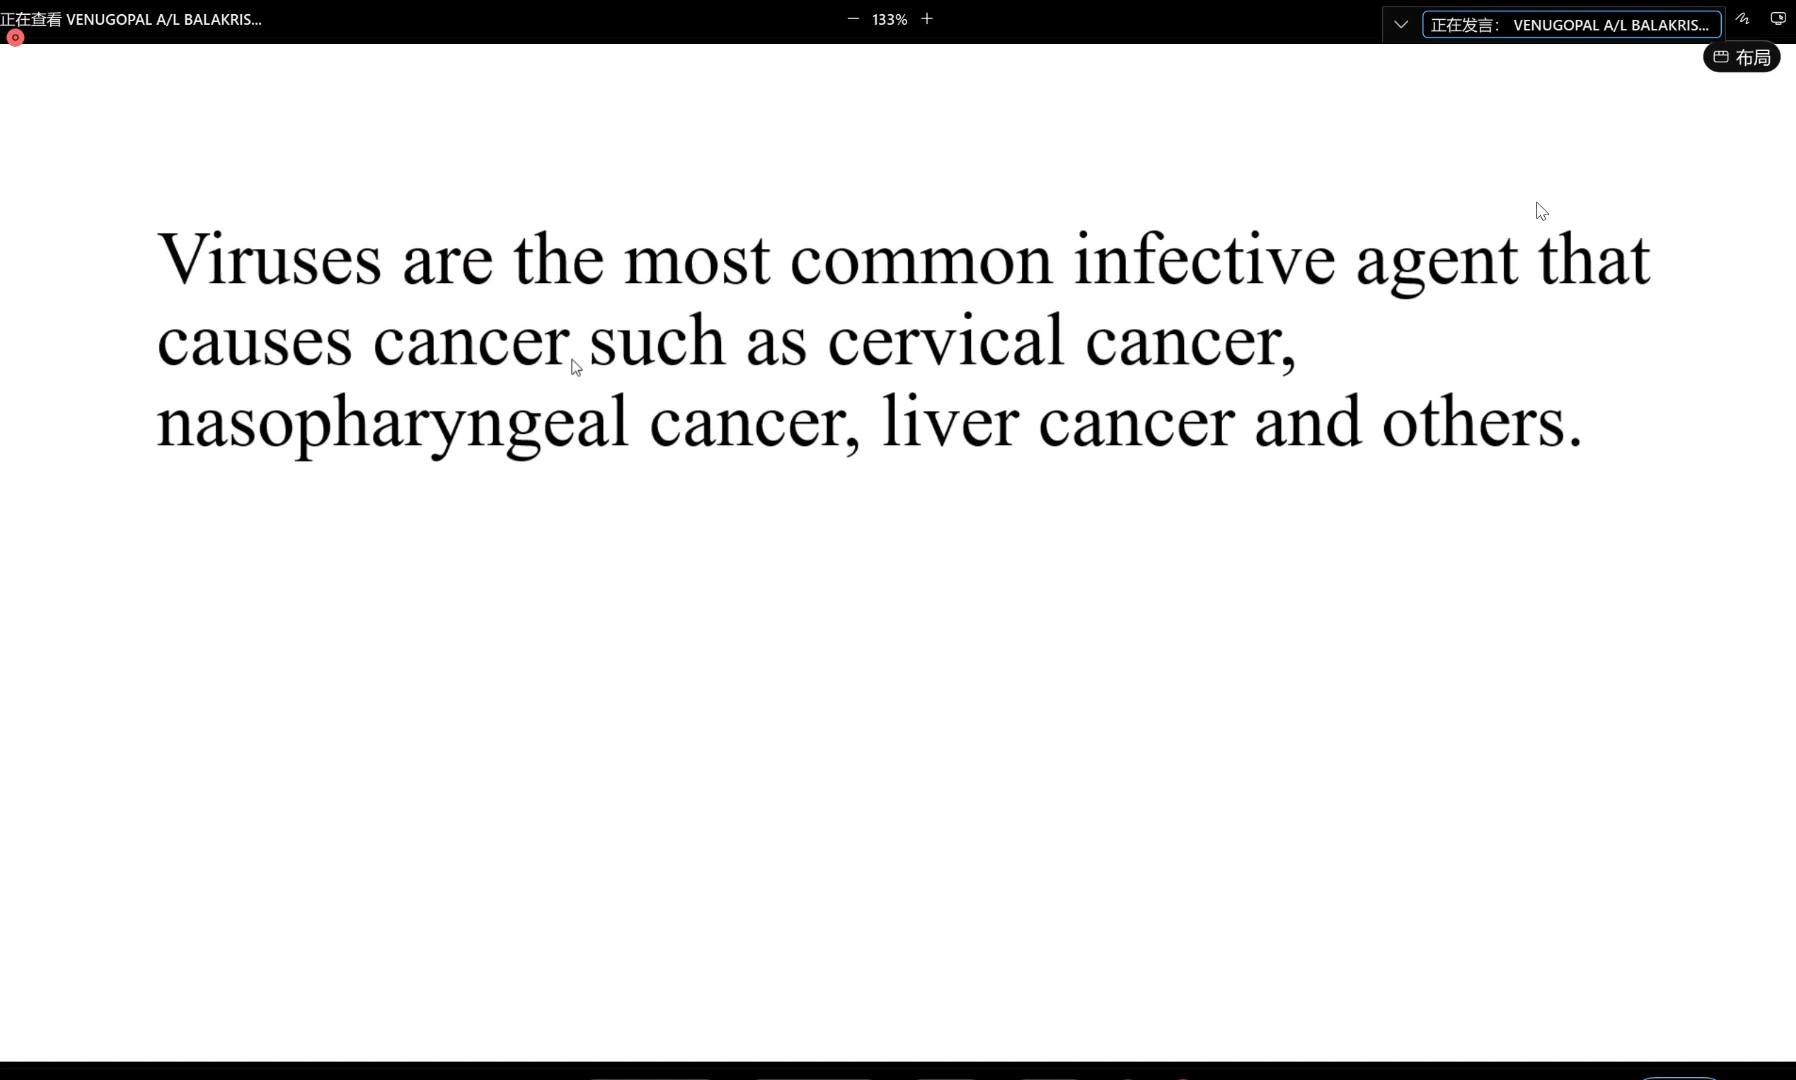 正在查看 VENUGOPAL A/L BALAKRIS...
133%
正在发言: VENUGOPAL A/L BALAKRIS...
布局
Viruses are the most common infective agent that
causes cancer such as cervical cancer,
nasopharyngeal cancer, liver cancer and others.